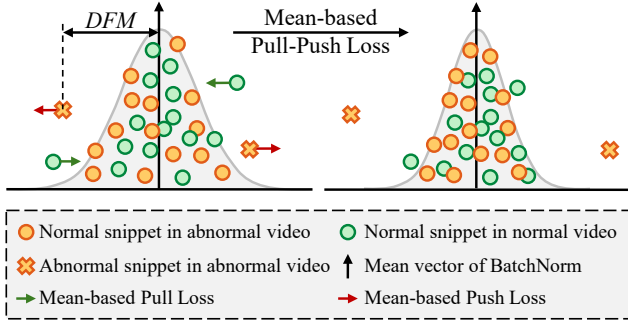 DFM
Mean-based
Pull-Push Loss
Normal snippet in abnormal video
Normal snippet in normal video
Abnormal snippet in abnormal video
Mean vector of BatchNorm
Mean-based Pull Loss
Mean-based Push Loss